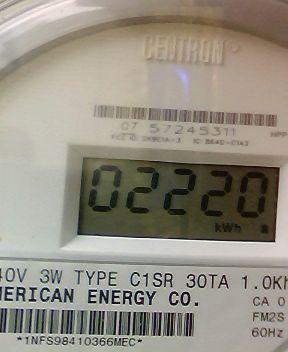 CENTRON®
07 57245311
02220
kWh
40V 3W TYPE C1SR 30TA 1.0Kh
MERICAN ENERGY CO.
CA 0
FM2S
60Hz
*1NFS98410366MEC*